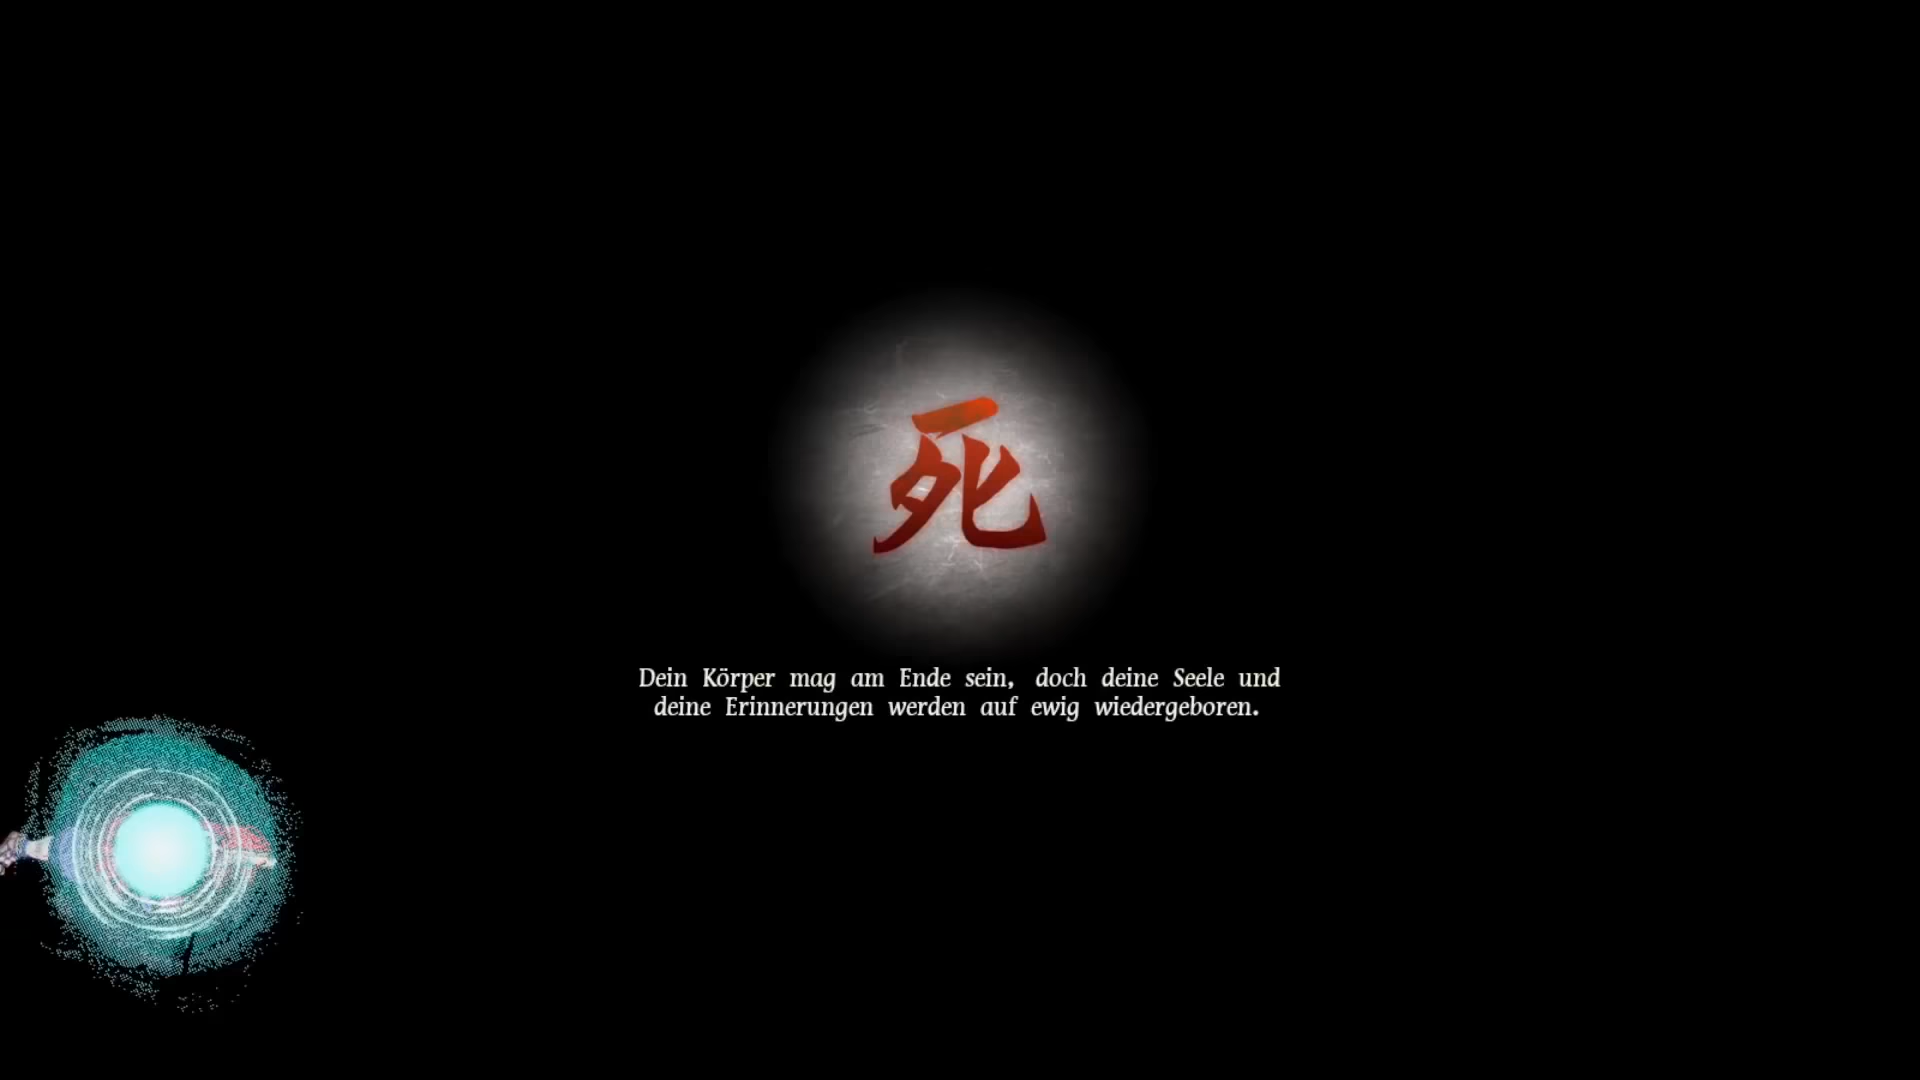 死
Dein Körper mag am Ende sein, doch deine Seele und
deine Erinnerungen werden auf ewig wiedergeboren.